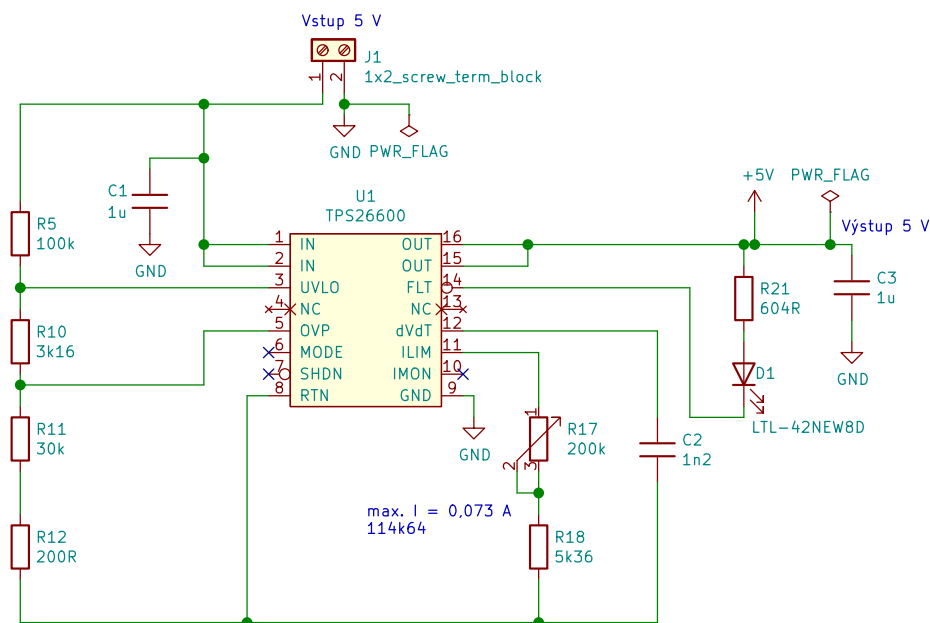 Vstup 5 V
J1
1x2_screw_term_block
1
2
GND
PWR_FLAG
C1
1u
GND
U1
TPS26600
+5V
PWR_FLAG
Výstup 5 V
R5
100k
1 IN OUT 16
2 IN OUT 15
3 UVLO FLT 14
4 NC NC 13
5 OVP dVdT 12
6 MODE ILIM 11
7 SHDN IMON 10
8 RTN GND 9
R21
604R
C3
1u
GND
R10
3k16
D1
LTL-42NEW8D
R11
30k
GND
1
R17
200k
2
3
C2
1n2
max. I = 0,073 A
114k64
R12
200R
R18
5k36